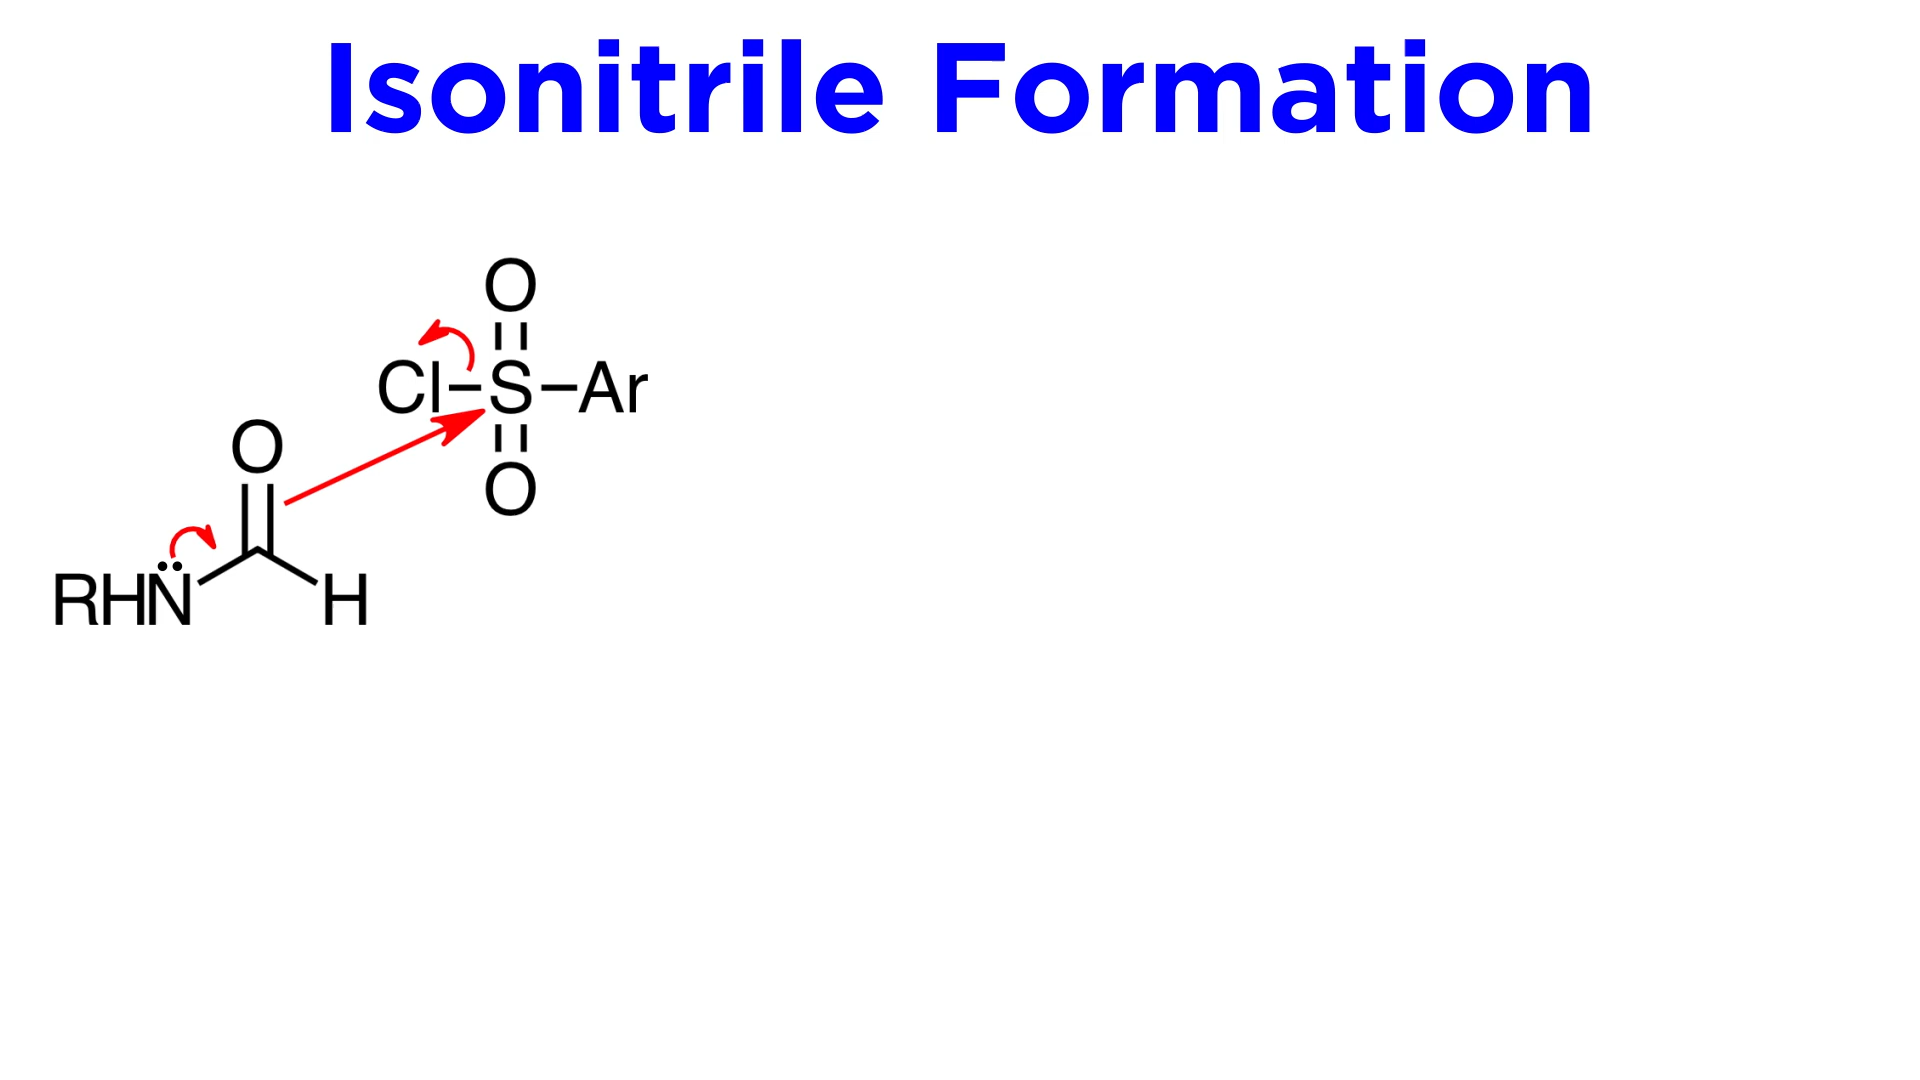 Isonitrile Formation
O
Cl S Ar
O
O
RHN H